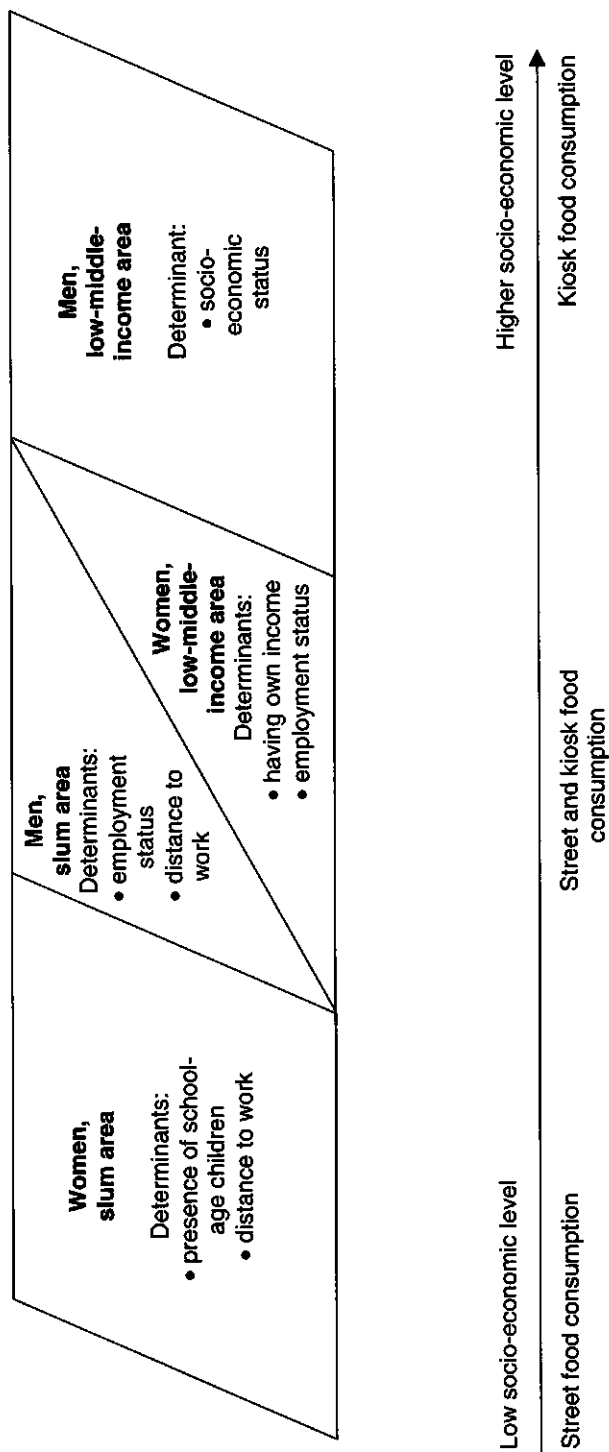 Women,
slum area
Determinants:
• presence of school-
age children
• distance to work
Men,
slum area
Determinants:
• employment
status
• distance to
work
Women,
low-middle-
income area
Determinants:
• having own income
• employment status
Men,
low-middle-
income area
Determinant:
• socio-
economic
status
Low socio-economic level
Higher socio-economic level
Street food consumption
Street and kiosk food
consumption
Kiosk food consumption